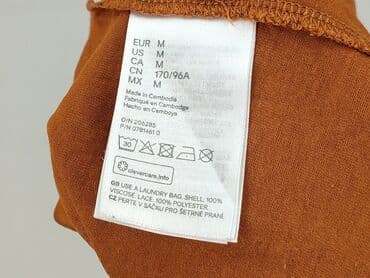 EUR M
US M
CA M
CN 170/96A
MX M
Made in Cambodia
Fabriqué en Cambodge
Hecho en Camboya
O/N 206285
P/N 0781461 0
30
clevercare.info
GB USE A LAUNDRY BAG. SHELL: 100%
VISCOSE. LACE: 100% POLYESTER.
CZ PERTE V SÁČKU PRO ŠETRNÉ PRANÍ.